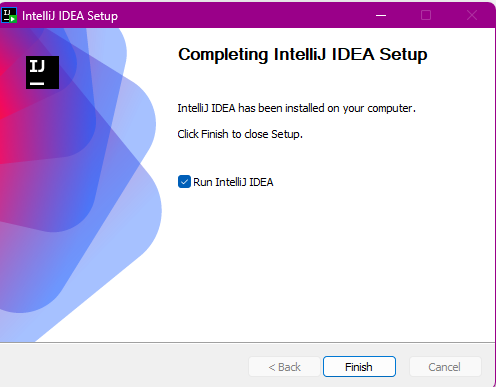 IntelliJ IDEA Setup
IJ
Completing IntelliJ IDEA Setup
IntelliJ IDEA has been installed on your computer.
Click Finish to close Setup.
Run IntelliJ IDEA
< Back
Finish
Cancel